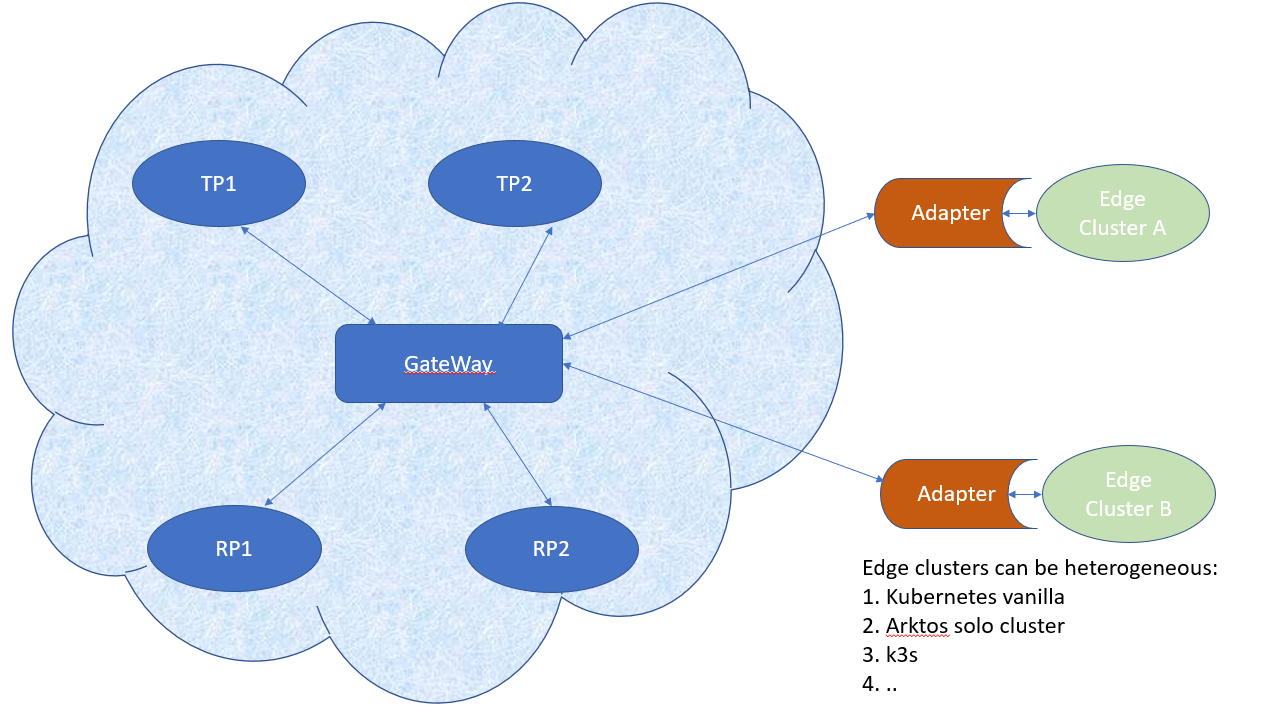 TP1
TP2
Adapter
Edge
Cluster A
GateWay
Adapter
Edge
Cluster B
RP1
RP2
Edge clusters can be heterogeneous:
1. Kubernetes vanilla
2. Arktos solo cluster
3. k3s
4. ..